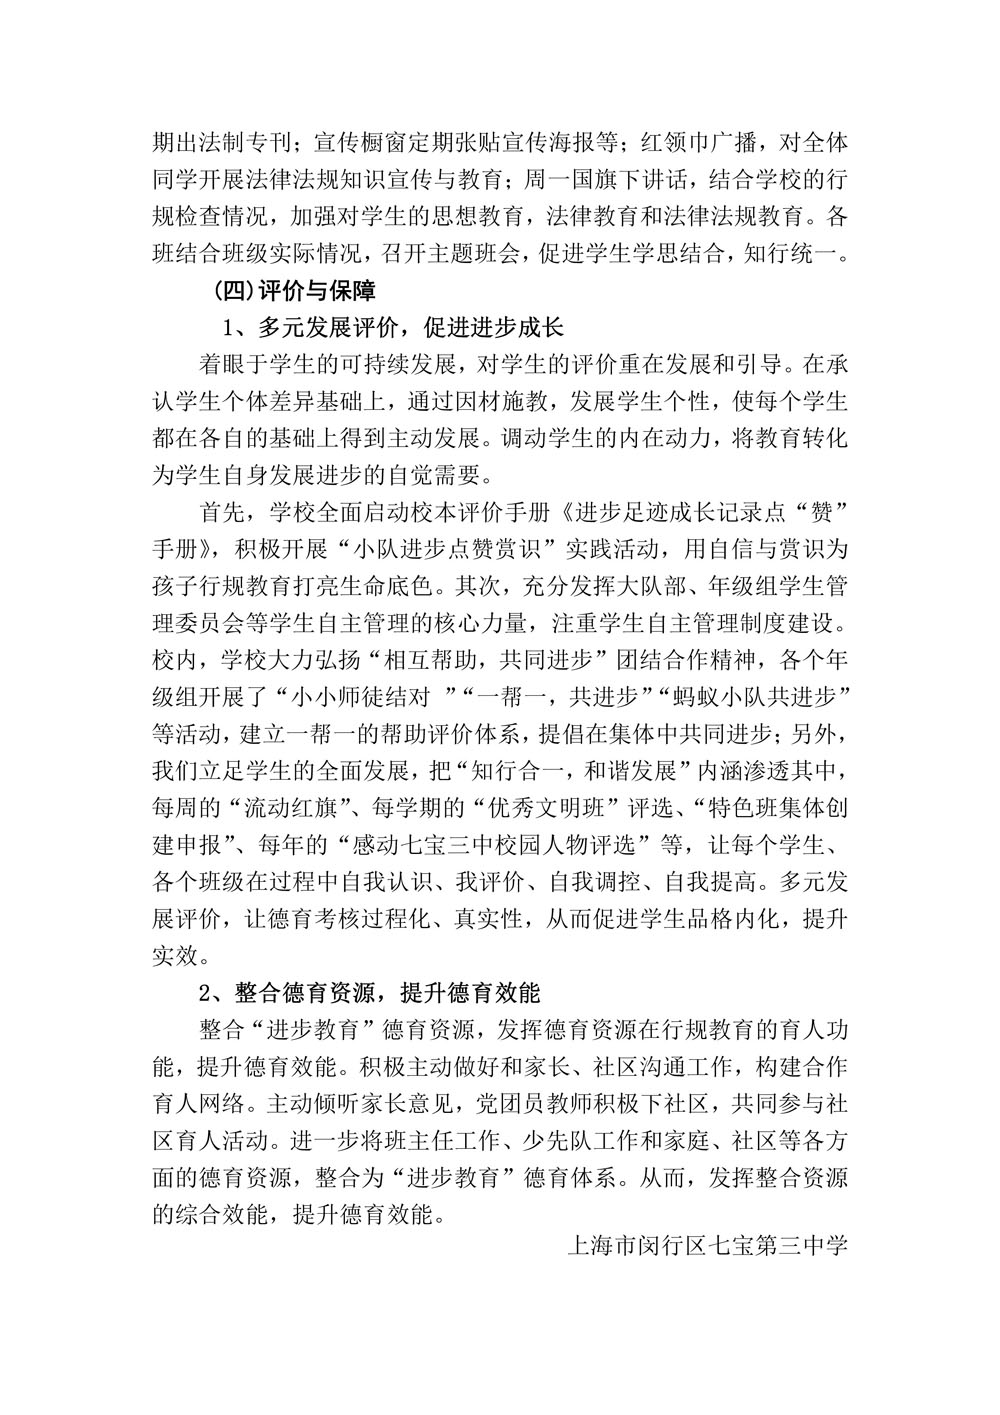 期出法制专刊；宣传橱窗定期张贴宣传海报等；红领巾广播，对全体
同学开展法律法规知识宣传与教育；周一国旗下讲话，结合学校的行
规检查情况，加强对学生的思想教育，法律教育和法律法规教育。各
班结合班级实际情况，召开主题班会，促进学生学思结合，知行统一。
(四)评价与保障
1、多元发展评价，促进进步成长
着眼于学生的可持续发展，对学生的评价重在发展和引导。在承
认学生个体差异基础上，通过因材施教，发展学生个性，使每个学生
都在各自的基础上得到主动发展。调动学生的内在动力，将教育转化
为学生自身发展进步的自觉需要。
首先，学校全面启动校本评价手册《进步足迹成长记录点“赞”
手册》，积极开展“小队进步点赞赏识”实践活动，用自信与赏识为
孩子行规教育打亮生命底色。其次，充分发挥大队部、年级组学生管
理委员会等学生自主管理的核心力量，注重学生自主管理制度建设。
校内，学校大力弘扬“相互帮助，共同进步”团结合作精神，各个年
级组开展了“小小师徒结对 ”“一帮一，共进步”“蚂蚁小队共进步”
等活动，建立一帮一的帮助评价体系，提倡在集体中共同进步；另外，
我们立足学生的全面发展，把“知行合一，和谐发展”内涵渗透其中，
每周的“流动红旗”、每学期的“优秀文明班”评选、“特色班集体创
建申报”、每年的“感动七宝三中校园人物评选”等，让每个学生、
各个班级在过程中自我认识、我评价、自我调控、自我提高。多元发
展评价，让德育考核过程化、真实性，从而促进学生品格内化，提升
实效。
2、整合德育资源，提升德育效能
整合“进步教育”德育资源，发挥德育资源在行规教育的育人功
能，提升德育效能。积极主动做好和家长、社区沟通工作，构建合作
育人网络。主动倾听家长意见，党团员教师积极下社区，共同参与社
区育人活动。进一步将班主任工作、少先队工作和家庭、社区等各方
面的德育资源，整合为“进步教育”德育体系。从而，发挥整合资源
的综合效能，提升德育效能。
上海市闵行区七宝第三中学